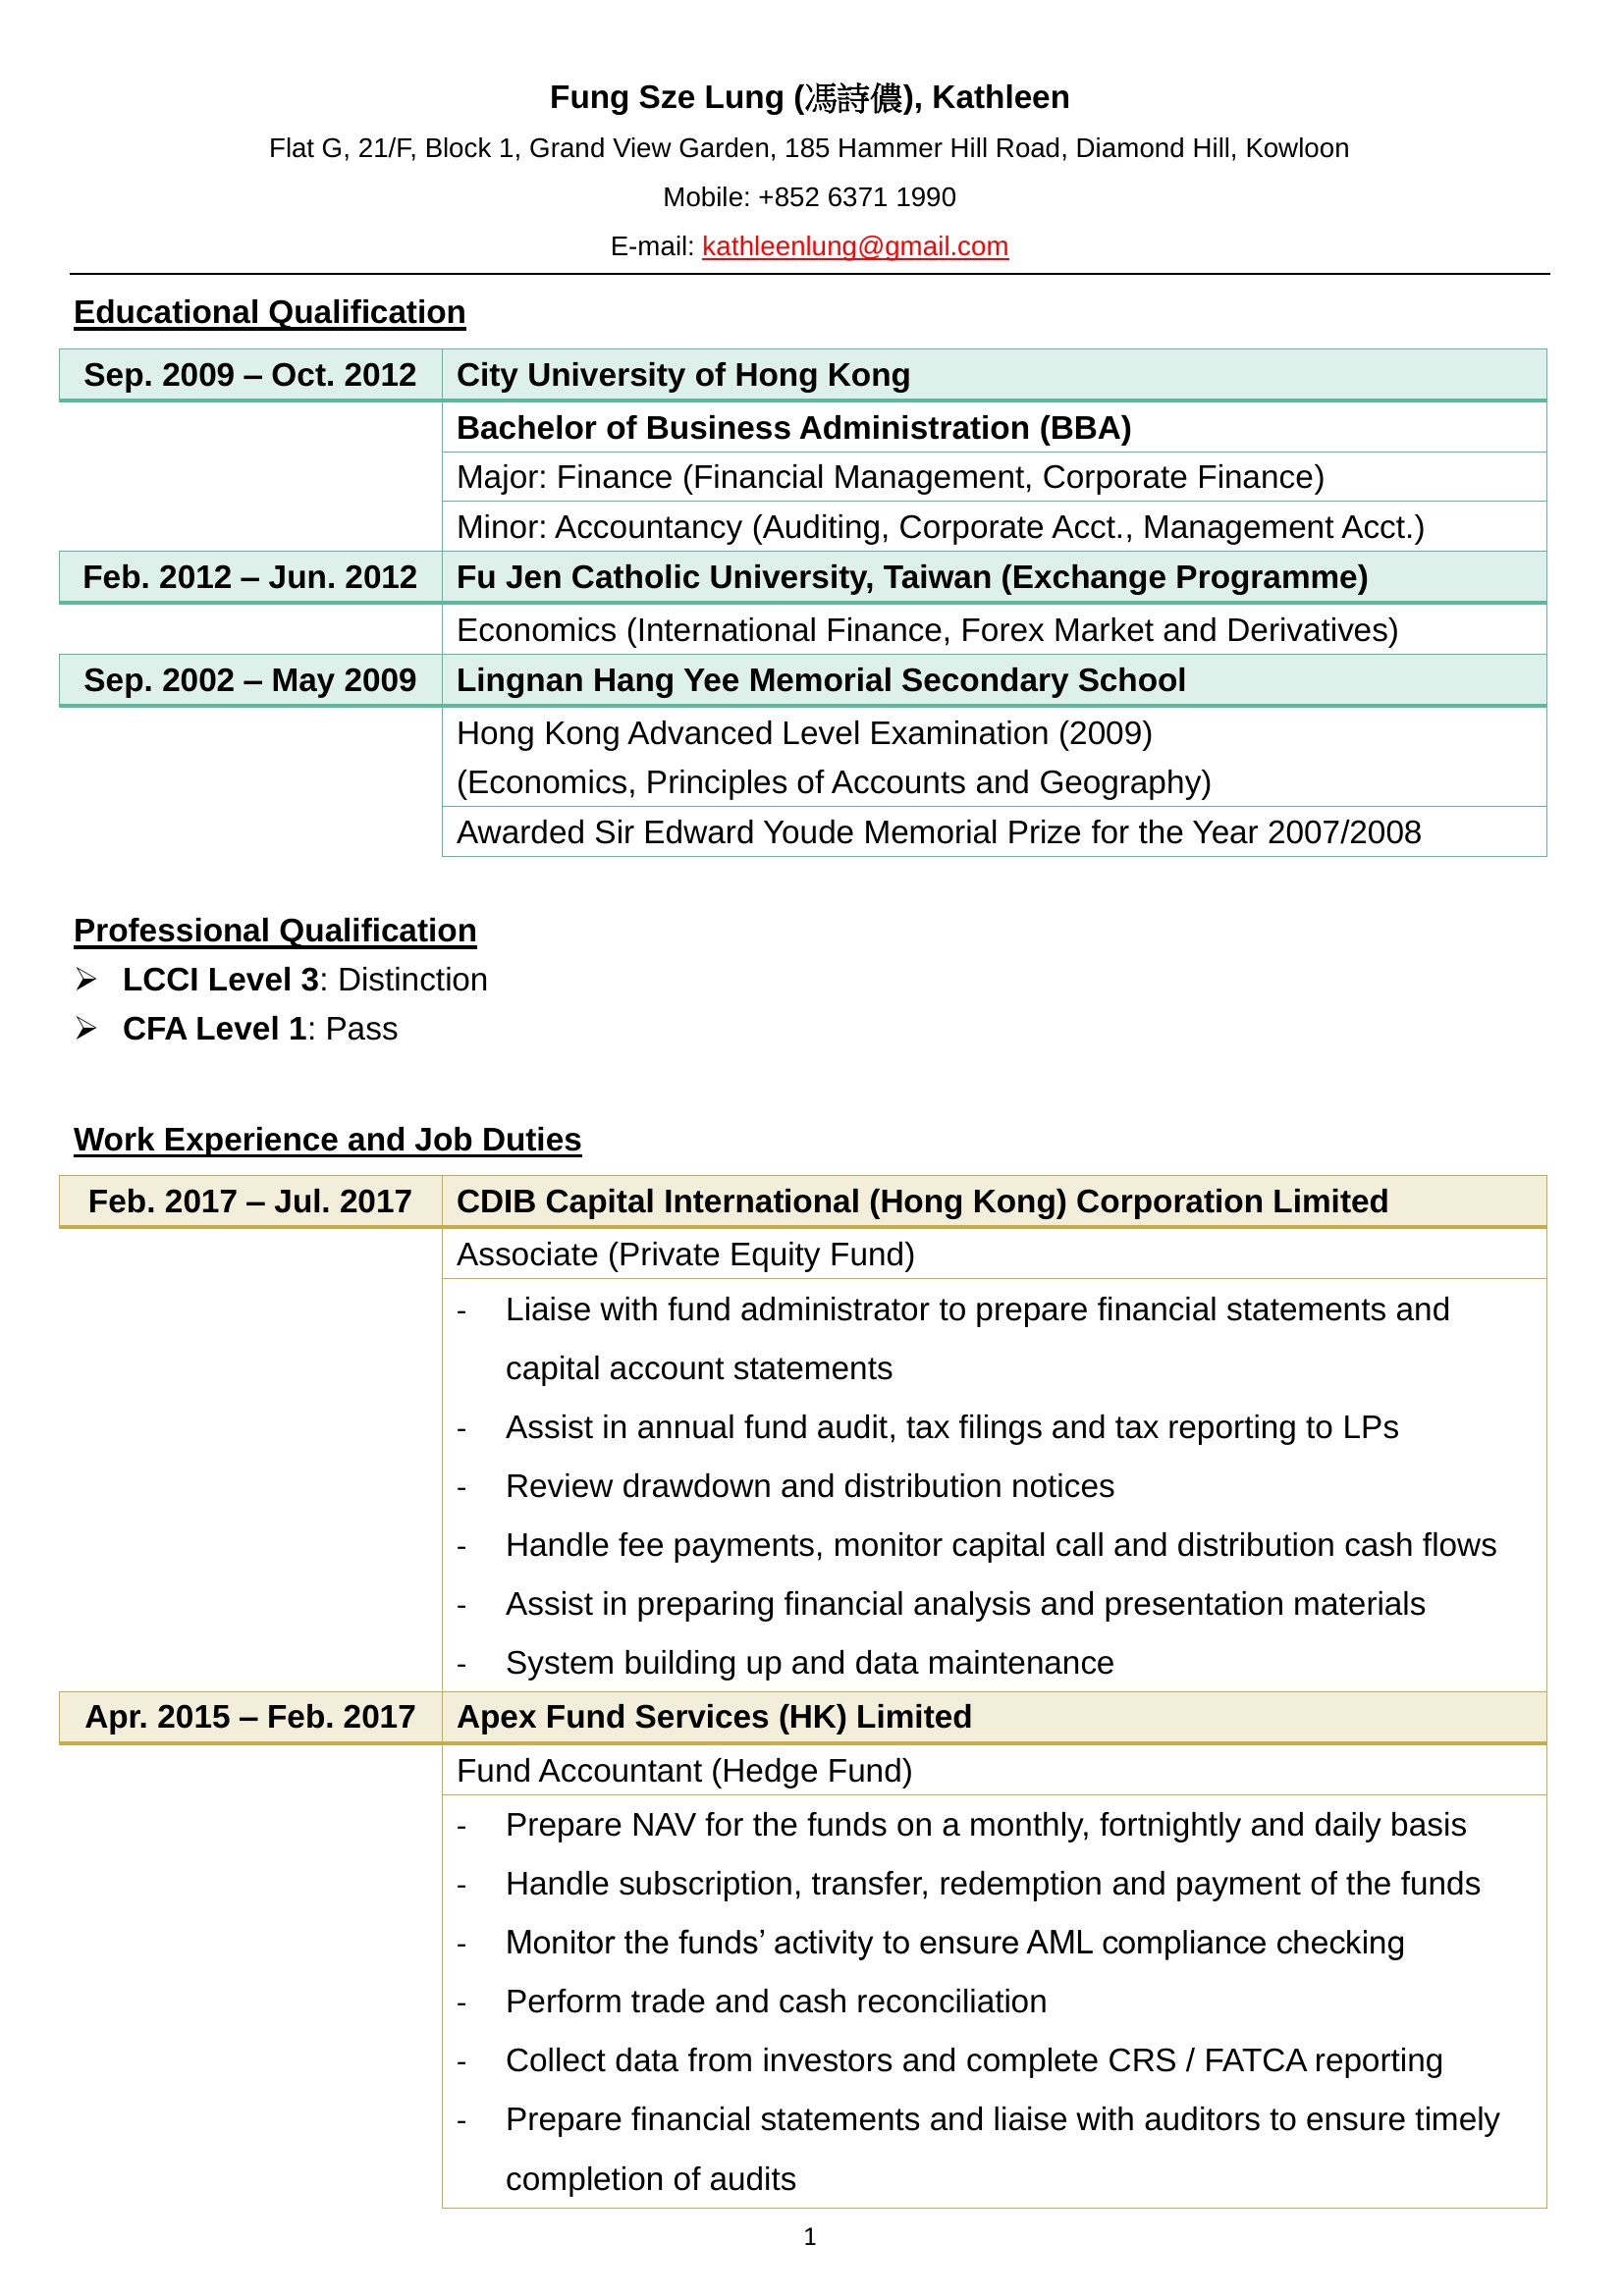 Fung Sze Lung (馮詩儂), Kathleen
Flat G, 21/F, Block 1, Grand View Garden, 185 Hammer Hill Road, Diamond Hill, Kowloon
Mobile: +852 6371 1990
E-mail: kathleenlung@gmail.com
Educational Qualification
Sep. 2009 – Oct. 2012 City University of Hong Kong
Bachelor of Business Administration (BBA)
Major: Finance (Financial Management, Corporate Finance)
Minor: Accountancy (Auditing, Corporate Acct., Management Acct.)
Feb. 2012 – Jun. 2012 Fu Jen Catholic University, Taiwan (Exchange Programme)
Economics (International Finance, Forex Market and Derivatives)
Sep. 2002 – May 2009 Lingnan Hang Yee Memorial Secondary School
Hong Kong Advanced Level Examination (2009)
(Economics, Principles of Accounts and Geography)
Awarded Sir Edward Youde Memorial Prize for the Year 2007/2008
Professional Qualification
➢ LCCI Level 3: Distinction
➢ CFA Level 1: Pass
Work Experience and Job Duties
Feb. 2017 – Jul. 2017 CDIB Capital International (Hong Kong) Corporation Limited
Associate (Private Equity Fund)
- Liaise with fund administrator to prepare financial statements and
capital account statements
- Assist in annual fund audit, tax filings and tax reporting to LPs
- Review drawdown and distribution notices
- Handle fee payments, monitor capital call and distribution cash flows
- Assist in preparing financial analysis and presentation materials
- System building up and data maintenance
Apr. 2015 – Feb. 2017 Apex Fund Services (HK) Limited
Fund Accountant (Hedge Fund)
- Prepare NAV for the funds on a monthly, fortnightly and daily basis
- Handle subscription, transfer, redemption and payment of the funds
- Monitor the funds’ activity to ensure AML compliance checking
- Perform trade and cash reconciliation
- Collect data from investors and complete CRS / FATCA reporting
- Prepare financial statements and liaise with auditors to ensure timely
completion of audits
1